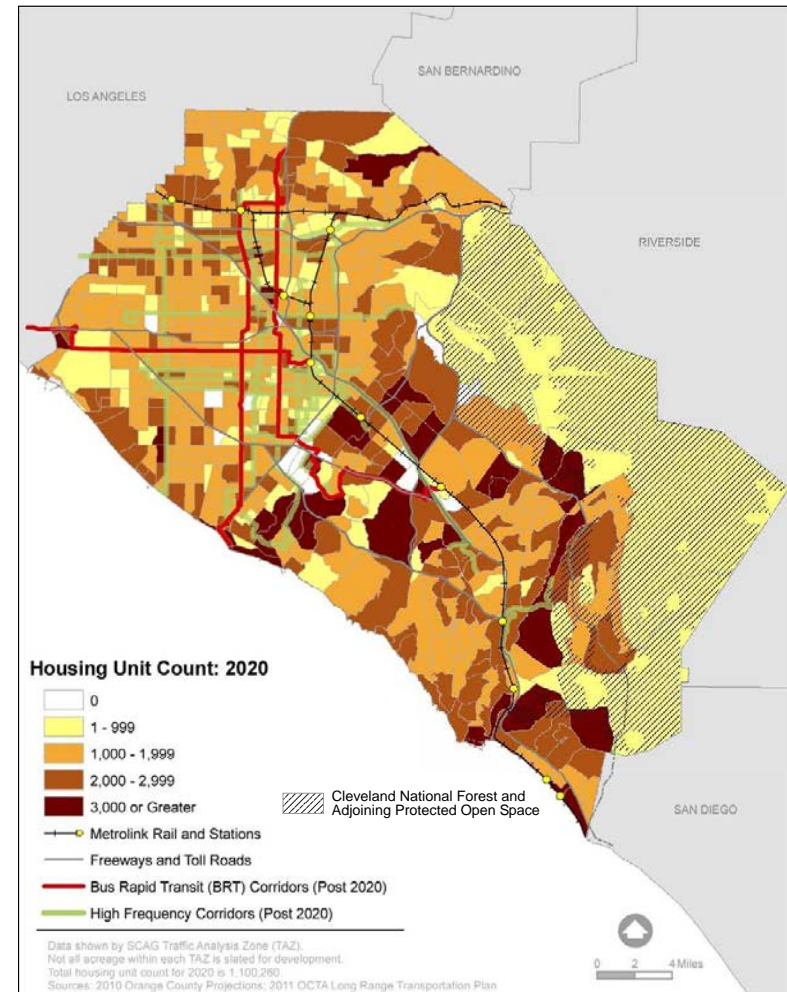 SAN BERNARDINO
LOS ANGELES
RIVERSIDE
Housing Unit Count: 2020
0
1 - 999
1,000 - 1,999
2,000 - 2,999
3,000 or Greater
Cleveland National Forest and
Adjoining Protected Open Space
SAN DIEGO
Metrolink Rail and Stations
Freeways and Toll Roads
Bus Rapid Transit (BRT) Corridors (Post 2020)
High Frequency Corridors (Post 2020)
Data shown by SCAG Traffic Analysis Zone (TAZ).
Not all acreage within each TAZ is slated for development.
Total housing unit count for 2020 is 1,100,260.
Sources: 2010 Orange County Projections; 2011 OCTA Long Range Transportation Plan
0 2 4 Miles